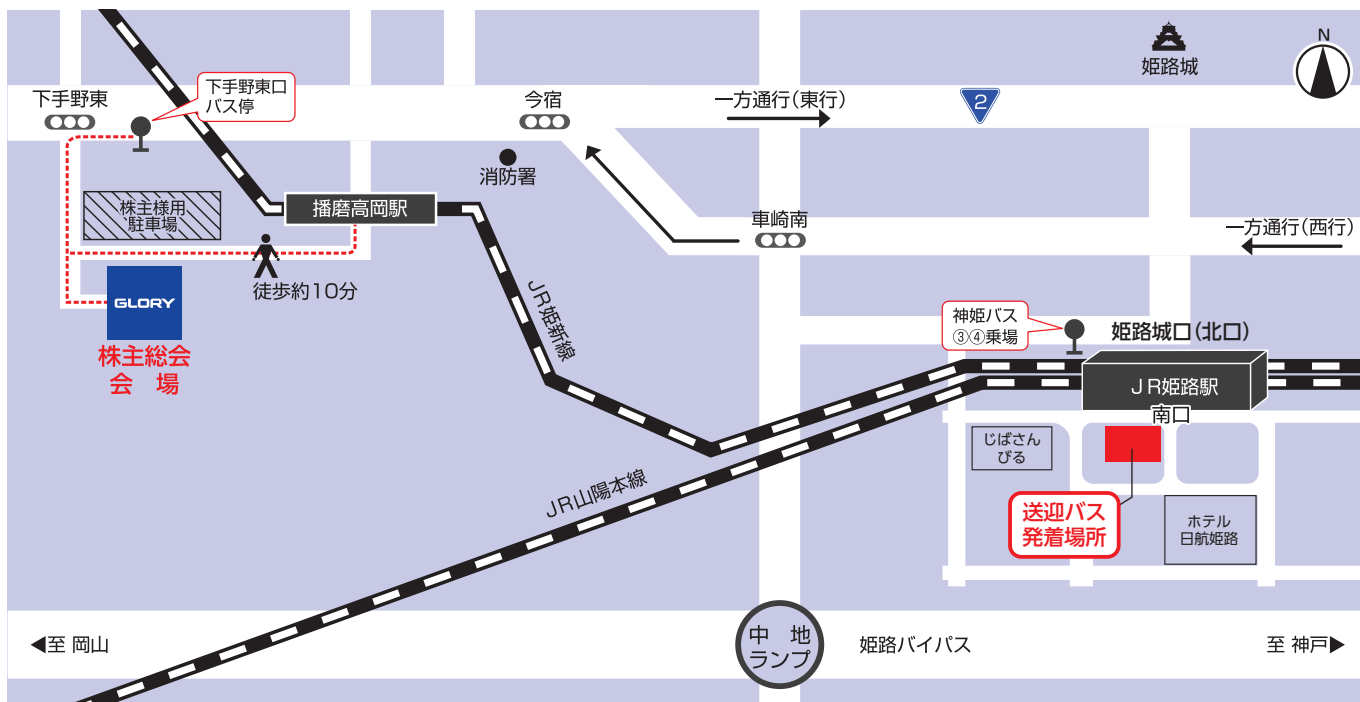 N
姫路城
下手野東口
バス停
下手野東
今宿
一方通行(東行)
2
消防署
株主様用
駐車場
播磨高岡駅
車崎南
一方通行(西行)
徒歩約10分
GLORY
株主総会
会 場
JR姫新線
神姫バス
③④乗場
姫路城口(北口)
JR姫路駅
南口
じばさん
びる
JR山陽本線
送迎バス
発着場所
ホテル
日航姫路
◀至 岡山
中 地
ランプ
姫路バイパス
至 神戸▶